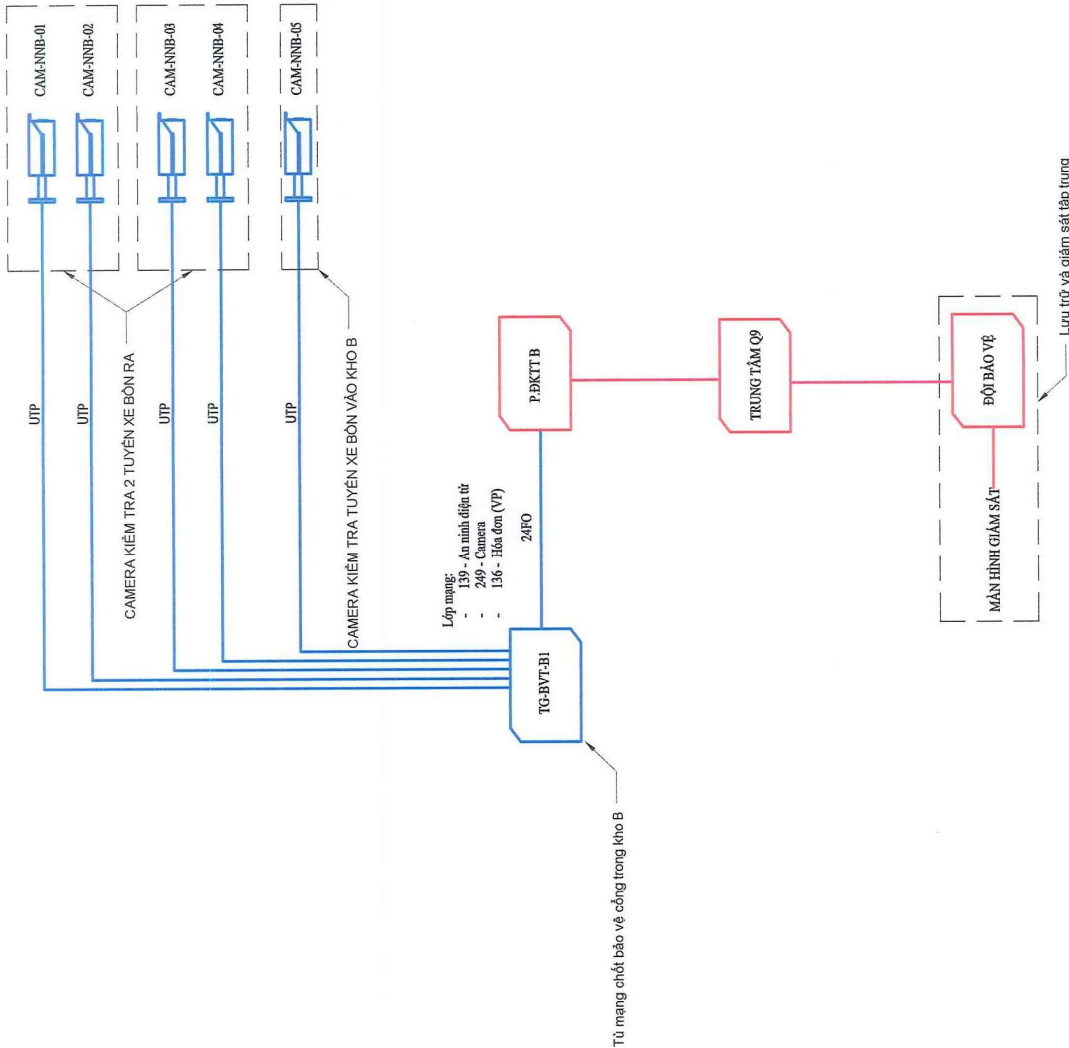 CAM-NNB-01
CAM-NNB-02
CAM-NNB-03
CAM-NNB-04
CAM-NNB-05
UTP
UTP
UTP
UTP
UTP
CAMERA KIỂM TRA 2 TUYẾN XE BỒN RA
CAMERA KIỂM TRA TUYẾN XE BỒN VÀO KHO B
Lớp mạng:
- 139 - An ninh điện tử
- 249 - Camera
- 136 - Hóa đơn (VP)
24FO
TG-BVT-B1
P.ĐKTT B
TRUNG TÂM Q9
ĐỘI BẢO VỆ
MÀN HÌNH GIÁM SÁT
Tủ mạng chốt bảo vệ cổng trong kho B
Lưu trữ và giám sát tập trung